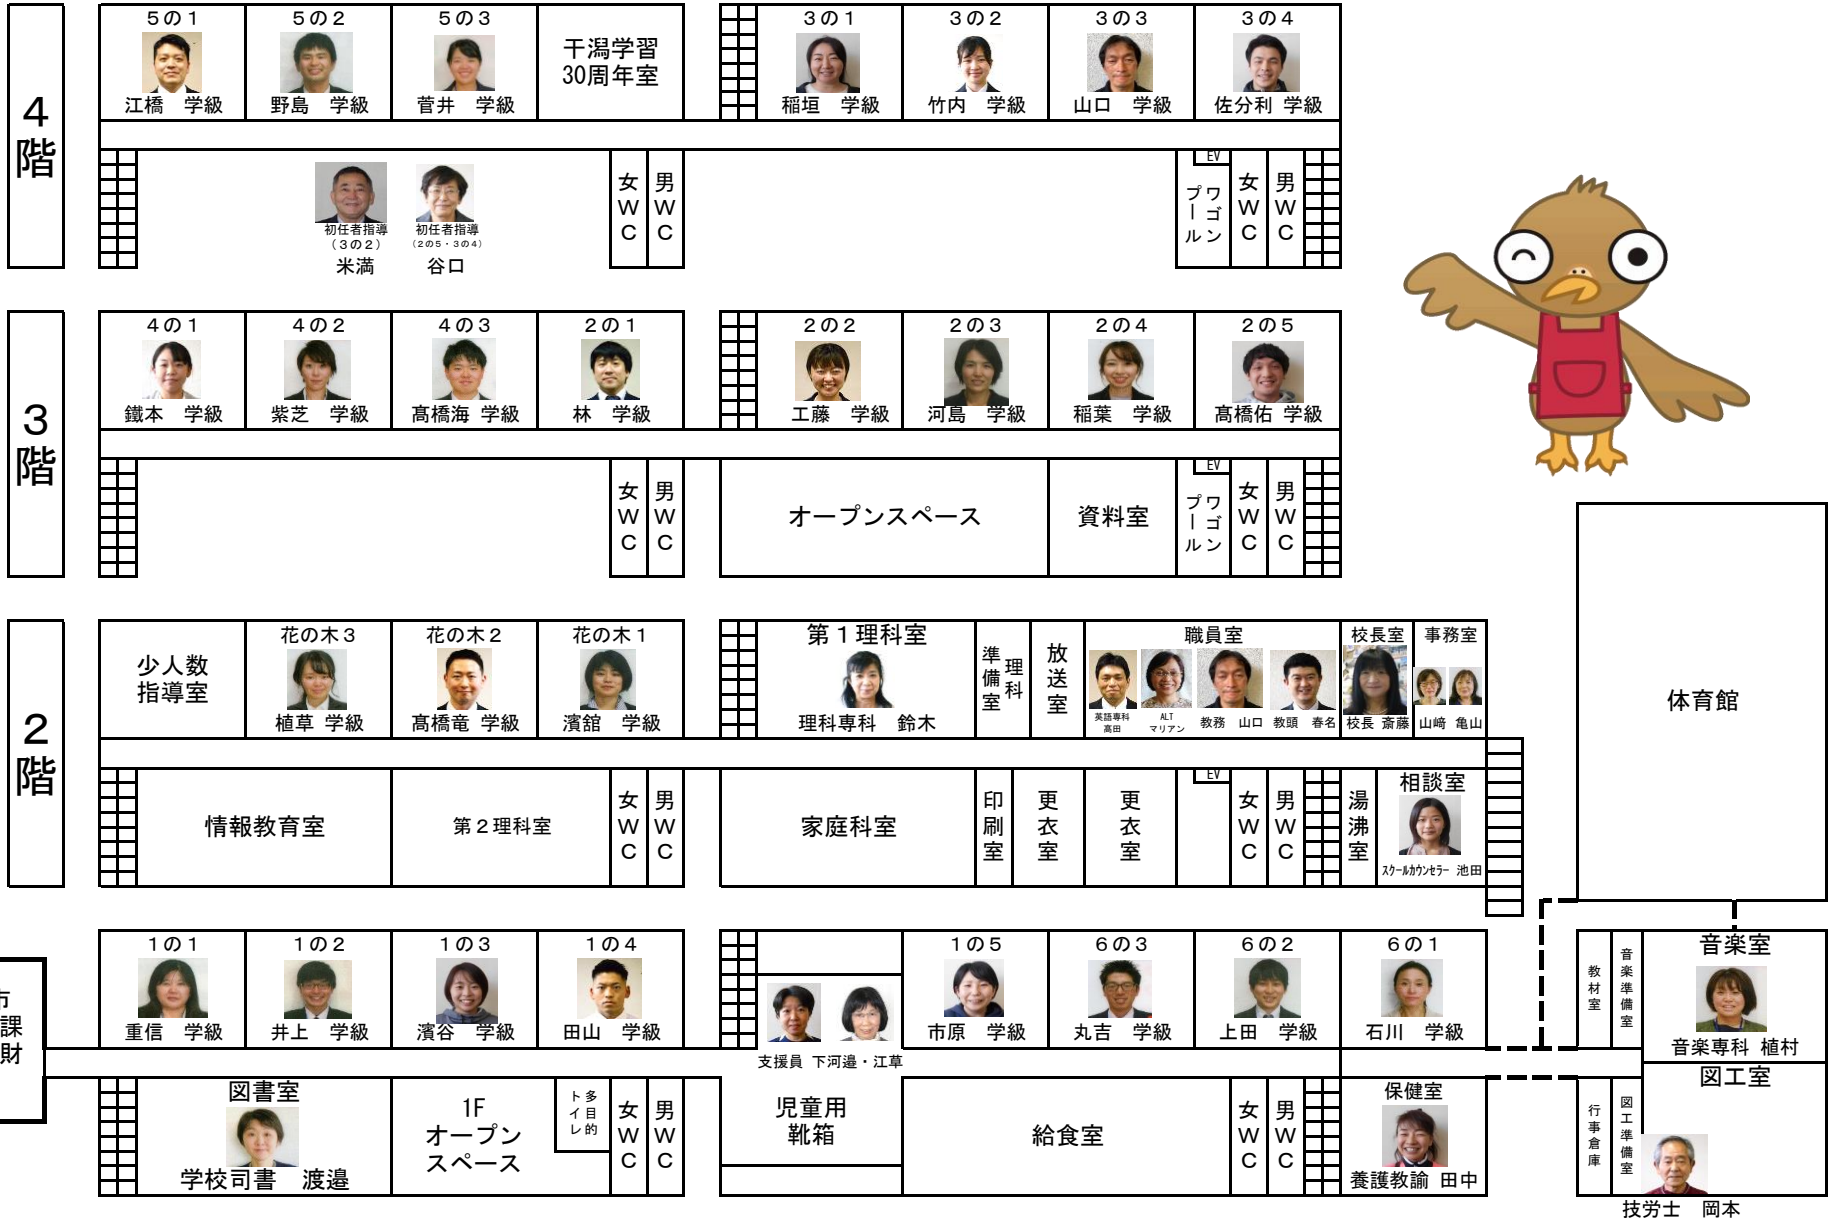 4階
5の1
5の2
5の3
干潟学習
30周年室
3の1
3の2
3の3
3の4
江橋　学級
野島　学級
菅井　学級
稲垣　学級
竹内　学級
山口　学級
佐分利 学級
初任者指導
（3の2）
米満
初任者指導
（2の5・3の4）
谷口
女WC
男WC
ワゴンプール
EV
女WC
男WC
3階
4の1
4の2
4の3
2の1
2の2
2の3
2の4
2の5
鐵本　学級
紫芝　学級
髙橋海 学級
林　学級
工藤　学級
河島　学級
稲葉　学級
髙橋佑 学級
女WC
男WC
オープンスペース
資料室
ワゴンプール
EV
女WC
男WC
2階
少人数
指導室
花の木3
植草 学級
花の木2
髙橋竜 学級
花の木1
濱舘　学級
第1理科室
理科専科　鈴木
理科準備室
放送室
職員室
英語専科
高田
ALT
マリアン
教務　山口
教頭　春名
校長室
校長 斎藤
事務室
山﨑　亀山
情報教育室
第2理科室
女WC
男WC
家庭科室
印刷室
更衣室
更衣室
EV
女WC
男WC
湯沸室
相談室
スクールカウンセラー 池田
体育館
1の1
1の2
1の3
1の4
1の5
6の3
6の2
6の1
重信　学級
井上　学級
濱谷　学級
田山　学級
支援員 下河邉・江草
市原　学級
丸吉　学級
上田　学級
石川　学級
市
課
財
図書室
学校司書　渡邉
1F
オープン
スペース
多目的トイレ
女WC
男WC
児童用
靴箱
給食室
女WC
男WC
保健室
養護教諭 田中
教材室
音楽準備室
音楽室
音楽専科 植村
行事倉庫
図工準備室
図工室
技労士　岡本